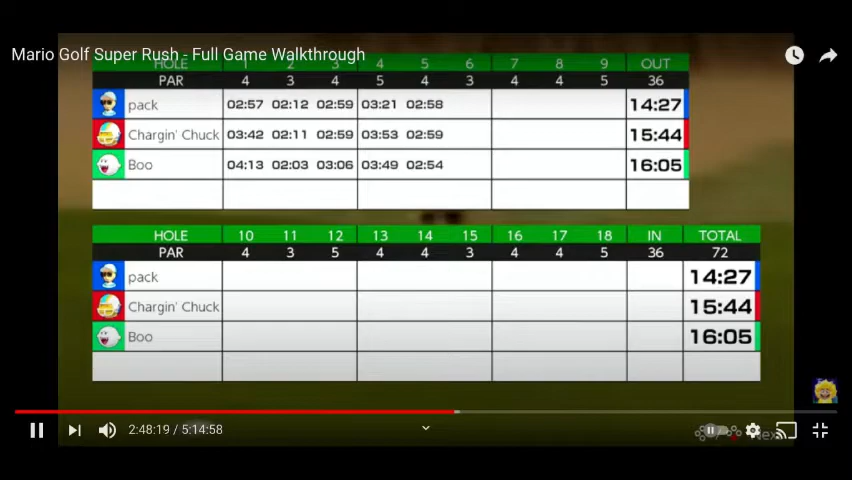 Mario Golf Super Rush - Full Game Walkthrough
HOLE 1 2 3 4 5 6 7 8 9 OUT
PAR 4 3 4 5 4 3 4 4 5 36
pack 02:57 02:12 02:59 03:21 02:58 14:27
Chargin' Chuck 03:42 02:11 02:59 03:53 02:59 15:44
Boo 04:13 02:03 03:06 03:49 02:54 16:05
HOLE 10 11 12 13 14 15 16 17 18 IN TOTAL
PAR 4 3 5 4 4 3 4 4 5 36 72
pack 14:27
Chargin' Chuck 15:44
Boo 16:05
2:48:19 / 5:14:58